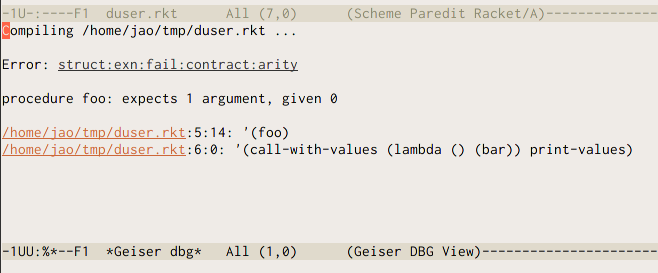 -1U-:----F1  duser.rkt      All (7,0)      (Scheme Paredit Racket/A)--------------
Compiling /home/jao/tmp/duser.rkt ...
Error: struct:exn:fail:contract:arity
procedure foo: expects 1 argument, given 0
/home/jao/tmp/duser.rkt:5:14: '(foo)
/home/jao/tmp/duser.rkt:6:0: '(call-with-values (lambda () (bar)) print-values)
-1UU:%*--F1  *Geiser dbg*   All (1,0)      (Geiser DBG View)----------------------